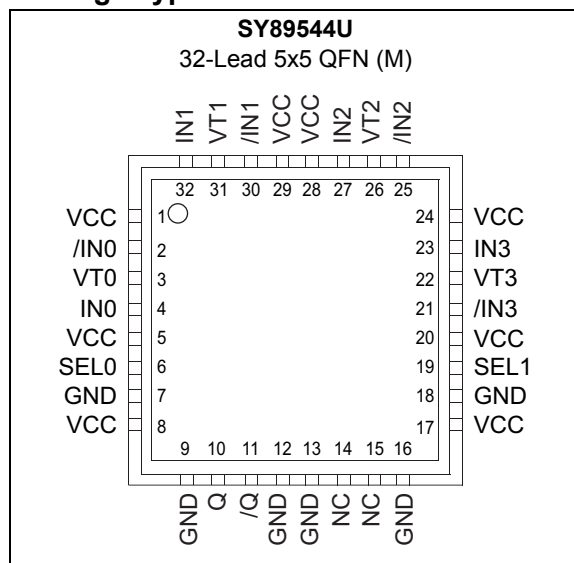 SY89544U
32-Lead 5x5 QFN (M)
IN1 VT1 /IN1 VCC VCC IN2 VT2 /IN2
32 31 30 29 28 27 26 25
VCC 1 24 VCC
/IN0 2 23 IN3
VT0 3 22 VT3
IN0 4 21 /IN3
VCC 5 20 VCC
SEL0 6 19 SEL1
GND 7 18 GND
VCC 8 17 VCC
9 10 11 12 13 14 15 16
GND Q /Q GND GND NC NC GND